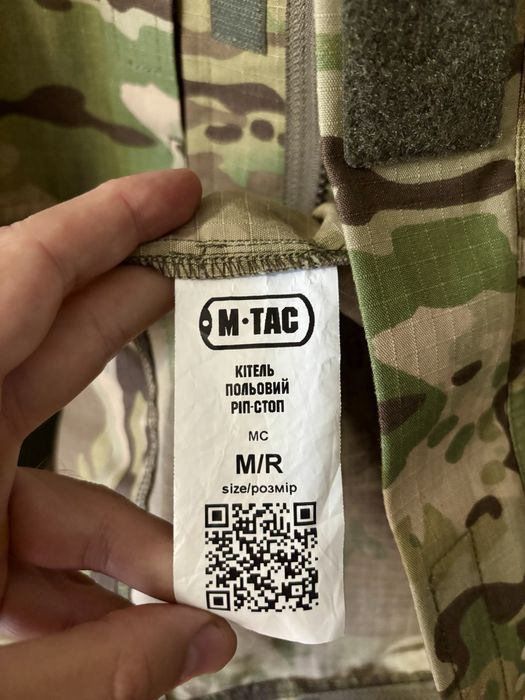 M·TAC
КІТЕЛЬ
ПОЛЬОВИЙ
РІП-СТОП
MC
M/R
size/розмір